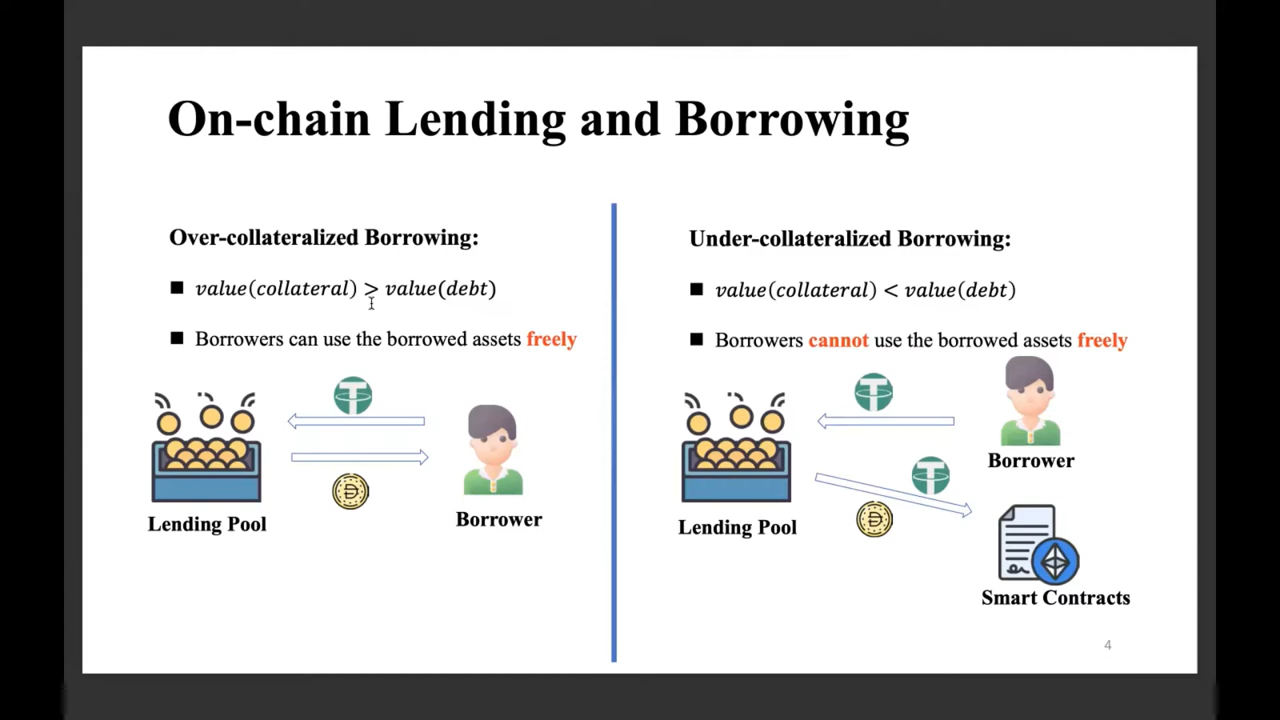 On-chain Lending and Borrowing
Over-collateralized Borrowing:
■ value(collateral) > value(debt)
■ Borrowers can use the borrowed assets freely
Lending Pool
Borrower
Under-collateralized Borrowing:
■ value(collateral) < value(debt)
■ Borrowers cannot use the borrowed assets freely
Borrower
Lending Pool
Smart Contracts
4